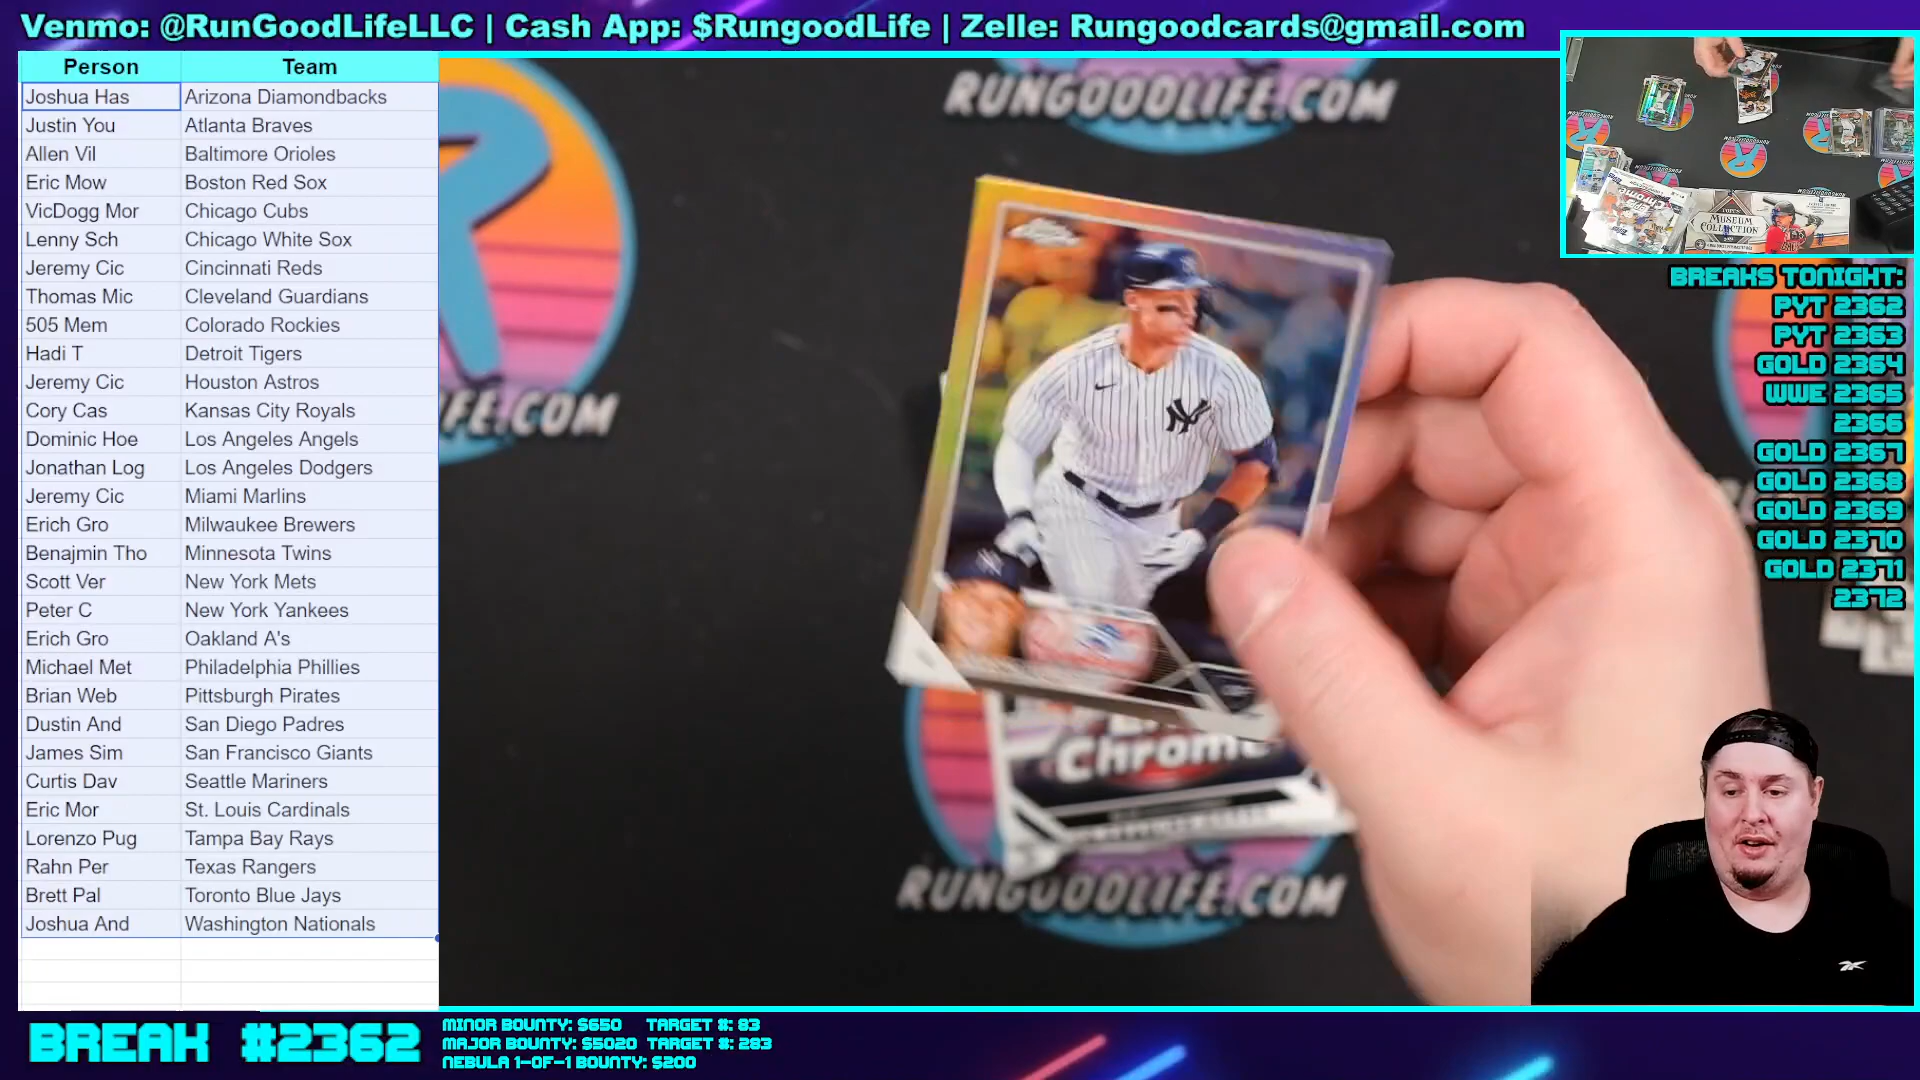 Venmo: @RunGoodLifeLLC | Cash App: $RungoodLife | Zelle: Rungoodcards@gmail.com
Person Team
Joshua Has Arizona Diamondbacks
Justin You Atlanta Braves
Allen Vil Baltimore Orioles
Eric Mow Boston Red Sox
VicDogg Mor Chicago Cubs
Lenny Sch Chicago White Sox
Jeremy Cic Cincinnati Reds
Thomas Mic Cleveland Guardians
505 Mem Colorado Rockies
Hadi T Detroit Tigers
Jeremy Cic Houston Astros
Cory Cas Kansas City Royals
Dominic Hoe Los Angeles Angels
Jonathan Log Los Angeles Dodgers
Jeremy Cic Miami Marlins
Erich Gro Milwaukee Brewers
Benajmin Tho Minnesota Twins
Scott Ver New York Mets
Peter C New York Yankees
Erich Gro Oakland A's
Michael Met Philadelphia Phillies
Brian Web Pittsburgh Pirates
Dustin And San Diego Padres
James Sim San Francisco Giants
Curtis Dav Seattle Mariners
Eric Mor St. Louis Cardinals
Lorenzo Pug Tampa Bay Rays
Rahn Per Texas Rangers
Brett Pal Toronto Blue Jays
Joshua And Washington Nationals
RUNGOODLIFE.COM
FE.COM
NY
Chrome
RUNGOODLIFE.COM
MUSEUM
COLLECTION
BREAKS TONIGHT:
PYT 2362
PYT 2363
GOLD 2364
WWE 2365
2366
GOLD 2367
GOLD 2368
GOLD 2369
GOLD 2370
GOLD 2371
2372
BREAK #2362
MINOR BOUNTY: $650 TARGET #: 83
MAJOR BOUNTY: $5020 TARGET #: 283
NEBULA 1-OF-1 BOUNTY: $200